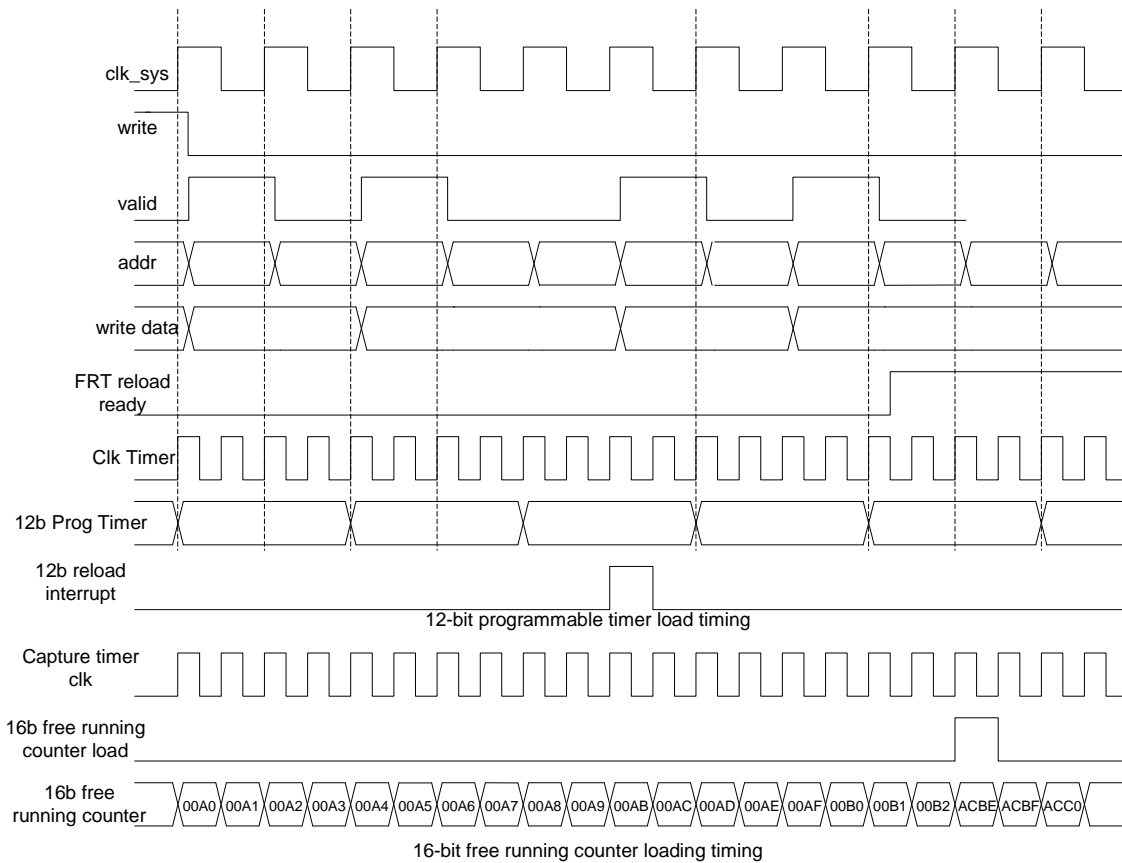 clk_sys
write
valid
addr
write data
FRT reload
ready
Clk Timer
12b Prog Timer
12b reload
interrupt
12-bit programmable timer load timing
Capture timer
clk
16b free running
counter load
16b free
running counter
00A0 00A1 00A2 00A3 00A4 00A5 00A6 00A7 00A8 00A9 00AB 00AC 00AD 00AE 00AF 00B0 00B1 00B2 ACBE ACBF ACC0
16-bit free running counter loading timing